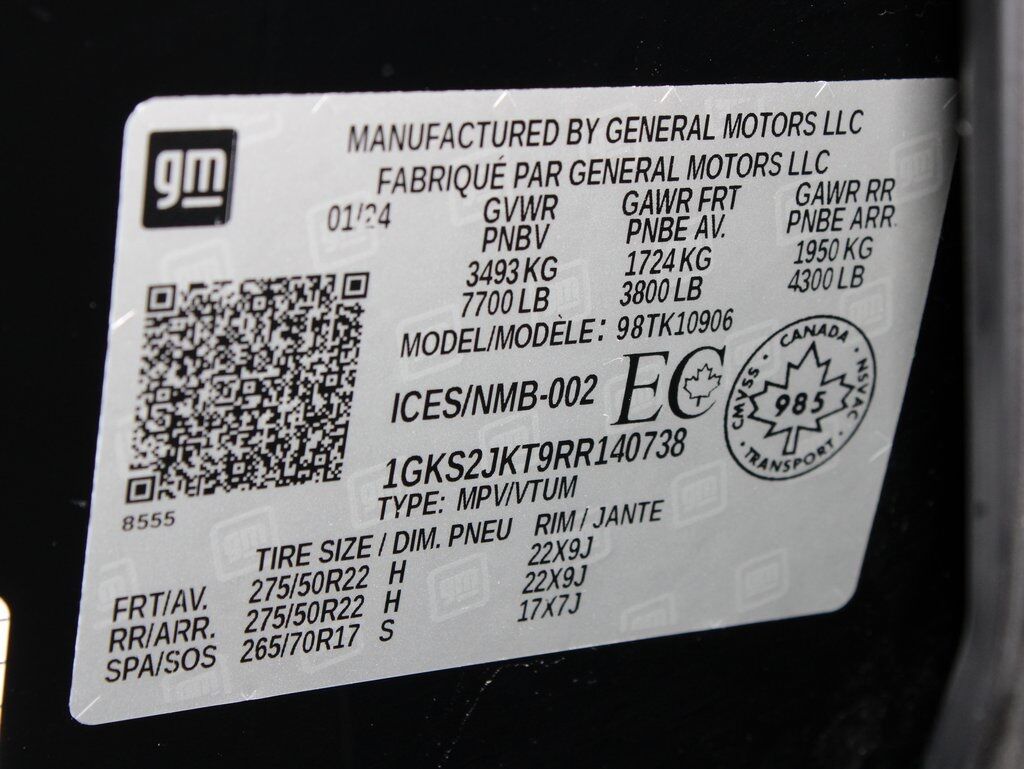 gm
MANUFACTURED BY GENERAL MOTORS LLC
FABRIQUÉ PAR GENERAL MOTORS LLC
01/24 GVWR GAWR FRT GAWR RR
PNBV PNBE AV. PNBE ARR.
3493 KG 1724 KG 1950 KG
7700 LB 3800 LB 4300 LB
MODEL/MODÈLE: 98TK10906
ICES/NMB-002 EC
CANADA
CMVSS • NSVAC
985
TRANSPORT
1GKS2JKT9RR140738
TYPE: MPV/VTUM
8555
TIRE SIZE / DIM. PNEU RIM / JANTE
FRT/AV. 275/50R22 H 22X9J
RR/ARR. 275/50R22 H 22X9J
SPA/SOS 265/70R17 S 17X7J